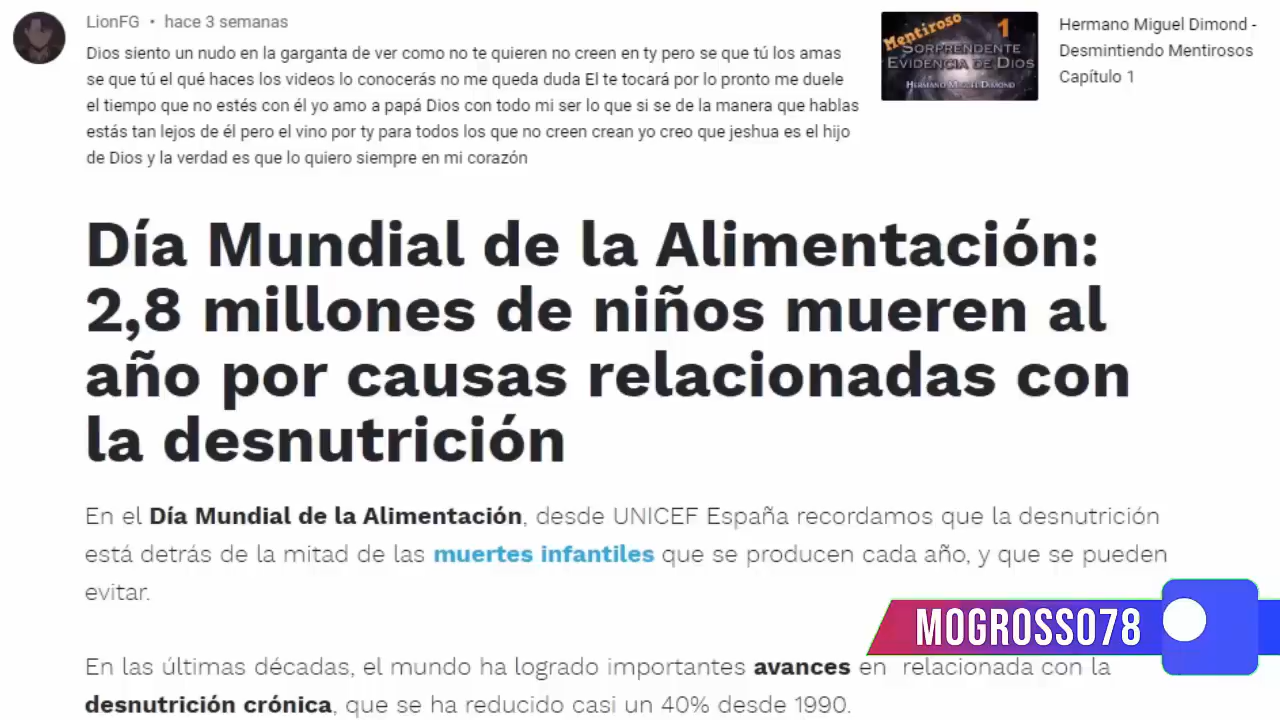 LionFG • hace 3 semanas
Dios siento un nudo en la garganta de ver como no te quieren no creen en ty pero se que tú los amas
se que tú el qué haces los videos lo conocerás no me queda duda El te tocará por lo pronto me duele
el tiempo que no estés con él yo amo a papá Dios con todo mi ser lo que si se de la manera que hablas
estás tan lejos de él pero el vino por ty para todos los que no creen crean yo creo que jeshua es el hijo
de Dios y la verdad es que lo quiero siempre en mi corazón
Mentiroso 1
SORPRENDENTE
EVIDENCIA DE DIOS
HERMANO MIGUEL DIMOND
Hermano Miguel Dimond -
Desmintiendo Mentirosos
Capítulo 1
Día Mundial de la Alimentación:
2,8 millones de niños mueren al
año por causas relacionadas con
la desnutrición
En el Día Mundial de la Alimentación, desde UNICEF España recordamos que la desnutrición
está detrás de la mitad de las muertes infantiles que se producen cada año, y que se pueden
evitar.
MOGROSSO78
En las últimas décadas, el mundo ha logrado importantes avances en relacionada con la
desnutrición crónica, que se ha reducido casi un 40% desde 1990.